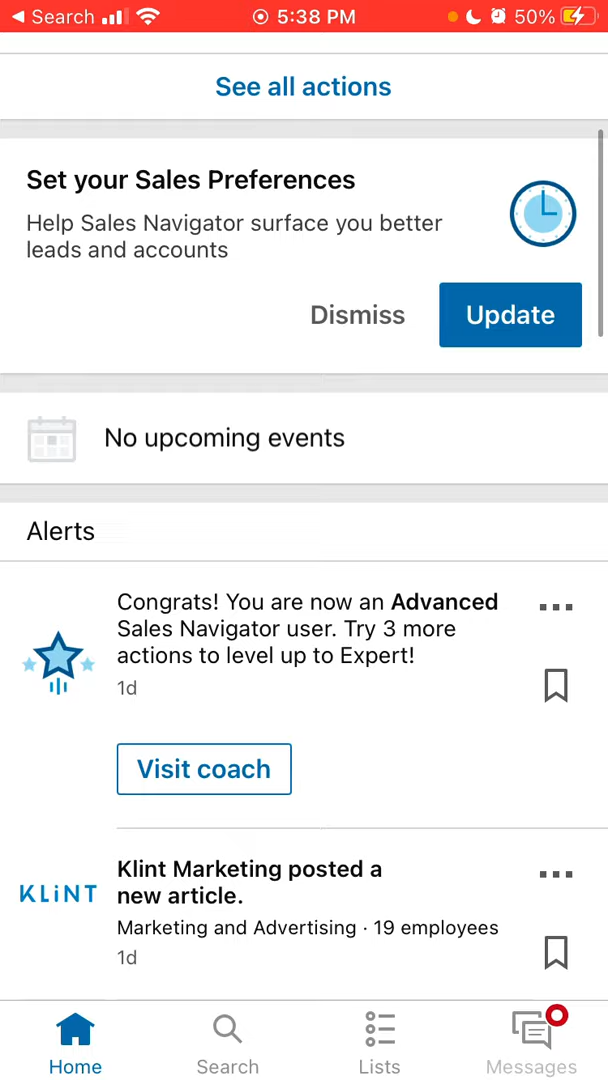 Search 5:38 PM 50%
See all actions
Set your Sales Preferences
Help Sales Navigator surface you better
leads and accounts
Dismiss Update
No upcoming events
Alerts
Congrats! You are now an Advanced
Sales Navigator user. Try 3 more
actions to level up to Expert!
1d
Visit coach
KLiNT
Klint Marketing posted a
new article.
Marketing and Advertising · 19 employees
1d
Home Search Lists Messages